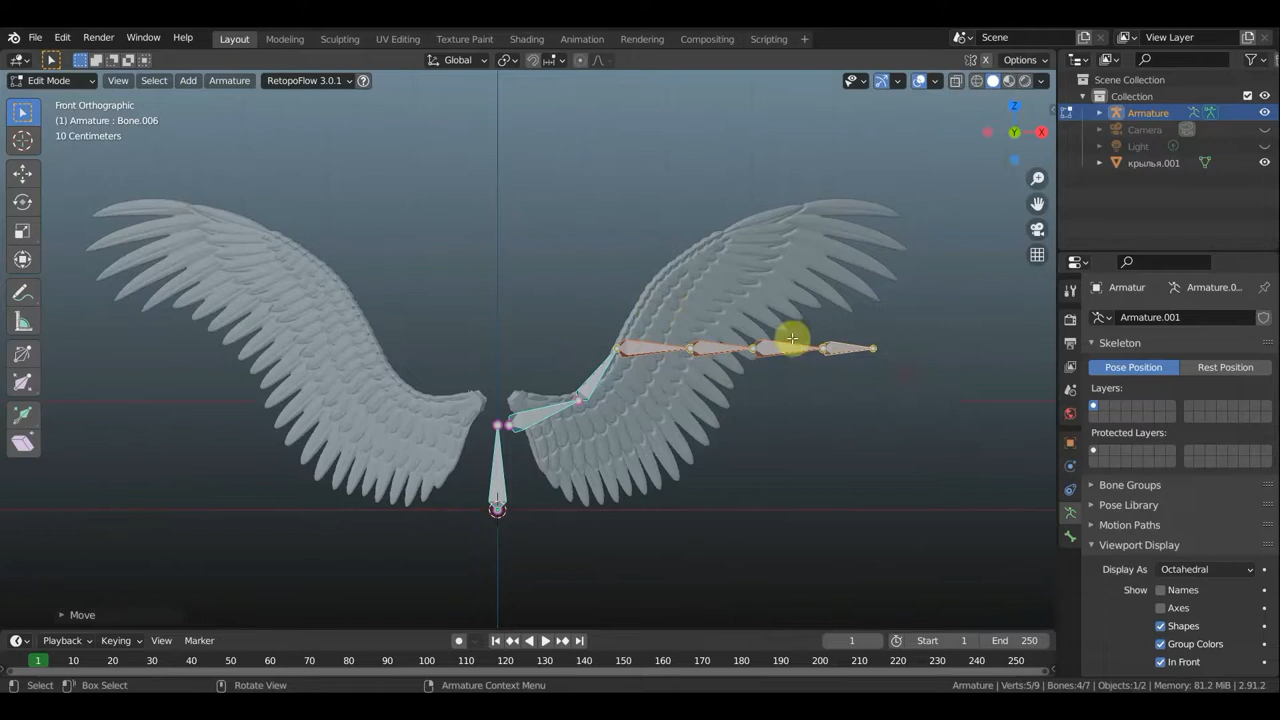 File Edit Render Window Help
Layout Modeling Sculpting UV Editing Texture Paint Shading Animation Rendering Compositing Scripting +
Scene
View Layer
Global
X
Options
Edit Mode View Select Add Armature RetopoFlow 3.0.1
Front Orthographic
(1) Armature : Bone.006
10 Centimeters
Z
Y
X
Scene Collection
Collection
Armature
Camera
Light
крылья.001
Armatur Armature.0...
Armature.001
Skeleton
Pose Position Rest Position
Layers:
Protected Layers:
Bone Groups
Pose Library
Motion Paths
Viewport Display
Display As Octahedral
Show Names
Axes
Shapes
Group Colors
In Front
Move
Playback Keying View Marker
1 Start 1 End 250
1 10 20 30 40 50 60 70 80 90 100 110 120 130 140 150 160 170 180 190 200 210 220 230 240 250
Select Box Select Rotate View Armature Context Menu
Armature | Verts:5/9 | Bones:4/7 | Objects:1/2 | Memory: 81.2 MiB | 2.91.2